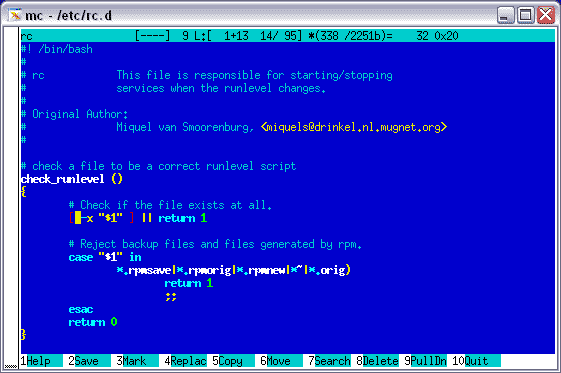 mc - /etc/rc.d
rc [----] 9 L:[ 1+13 14/ 95] *(338 /2251b)= 32 0x20
#! /bin/bash
#
# rc This file is responsible for starting/stopping
# services when the runlevel changes.
#
# Original Author:
# Miquel van Smoorenburg, <miquels@drinkel.nl.mugnet.org>
#
# check a file to be a correct runlevel script
check_runlevel ()
{
# Check if the file exists at all.
[ -x "$1" ] || return 1
# Reject backup files and files generated by rpm.
case "$1" in
*.rpmsave|*.rpmorig|*.rpmnew|*~|*.orig)
return 1
;;
esac
return 0
}
1Help 2Save 3Mark 4Replac 5Copy 6Move 7Search 8Delete 9PullDn 10Quit